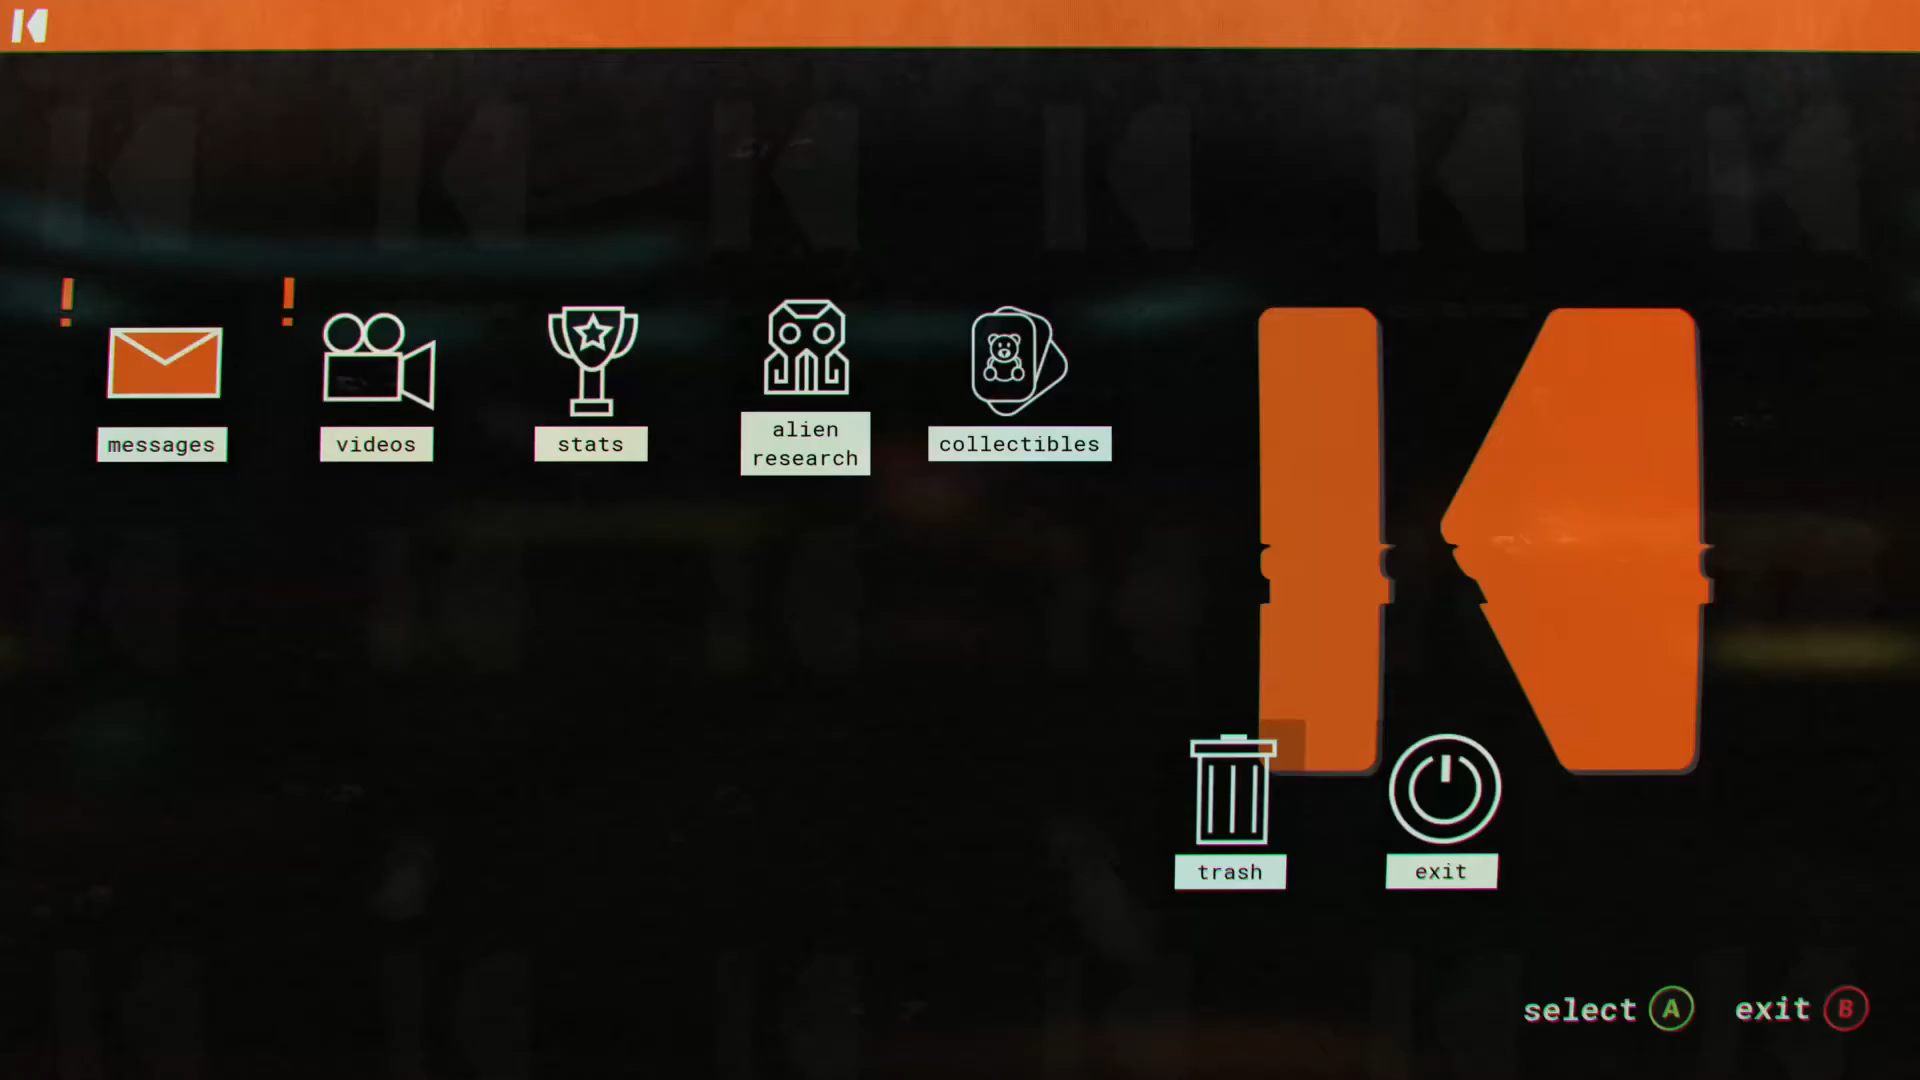 !
!
messages
videos
stats
alien
research
collectibles
trash
exit
select A
exit B